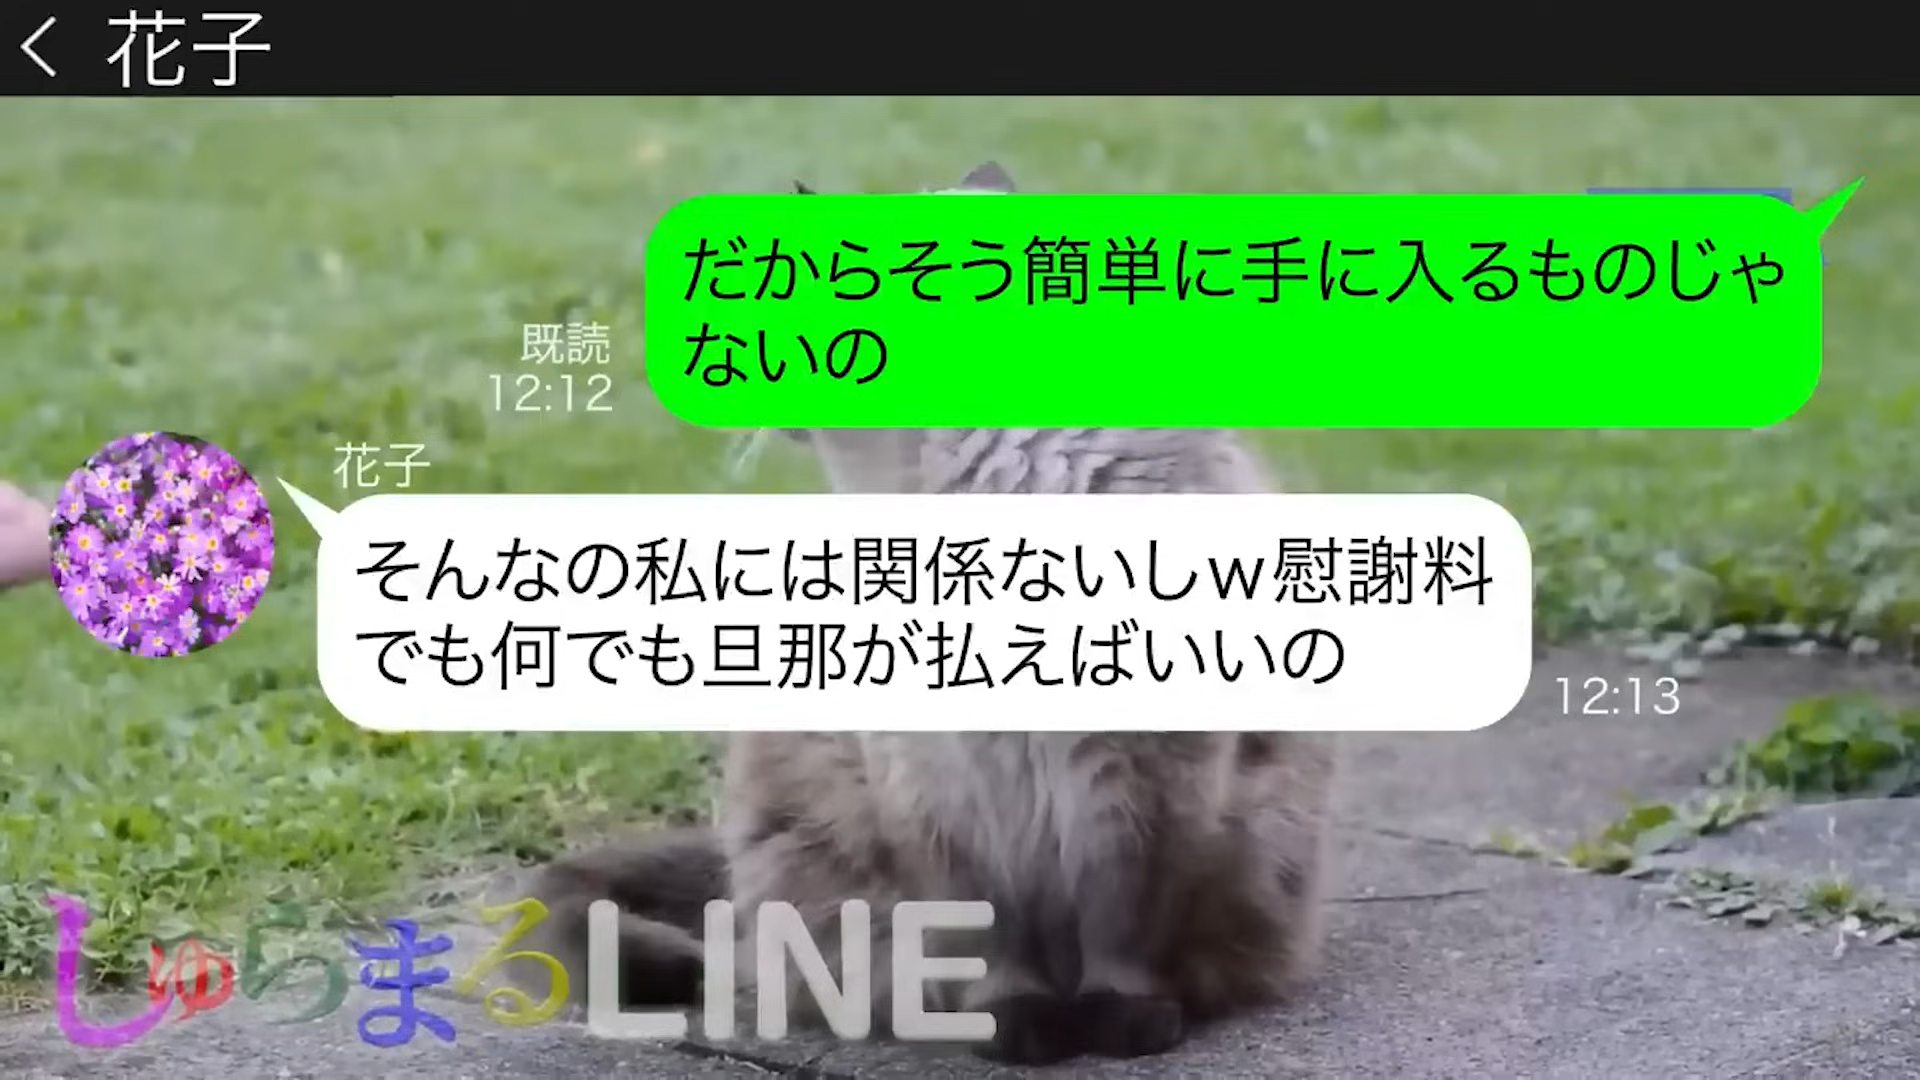 花子
だからそう簡単に手に入るものじゃ
ないの
既読
12:12
花子
そんなの私には関係ないしw慰謝料
でも何でも旦那が払えばいいの
12:13
しゅらまるLINE